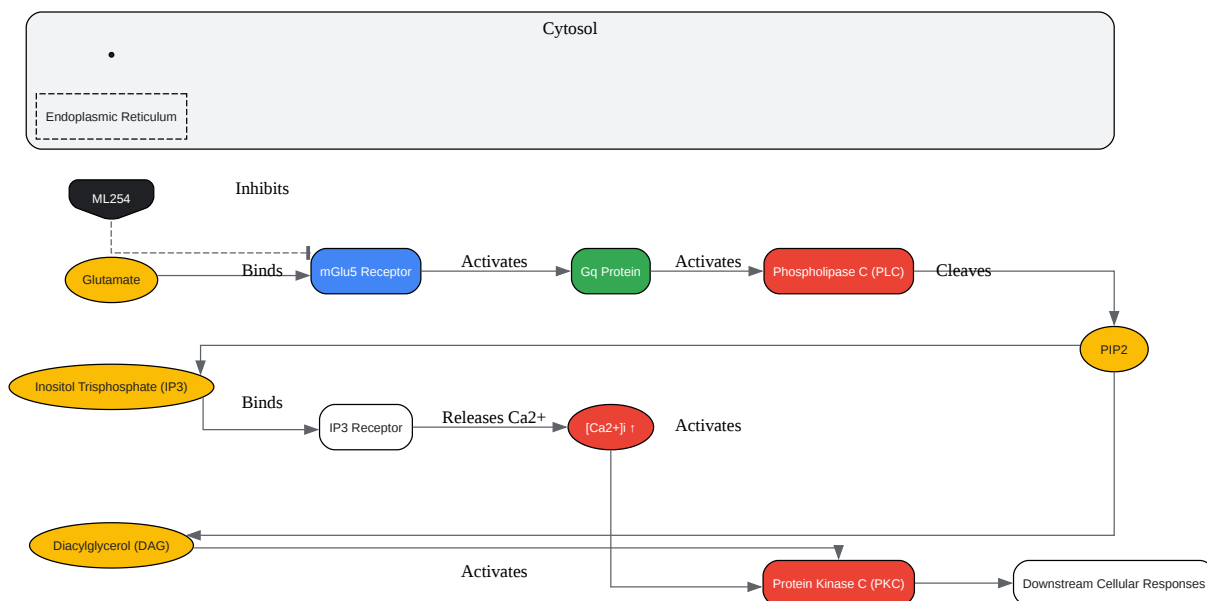 Cytosol
Endoplasmic Reticulum
ML254
Inhibits
Glutamate
Binds
mGlu5 Receptor
Activates
Gq Protein
Activates
Phospholipase C (PLC)
Cleaves
PIP2
Inositol Trisphosphate (IP3)
Binds
IP3 Receptor
Releases Ca2+
[Ca2+]i ↑
Activates
Diacylglycerol (DAG)
Activates
Protein Kinase C (PKC)
Downstream Cellular Responses